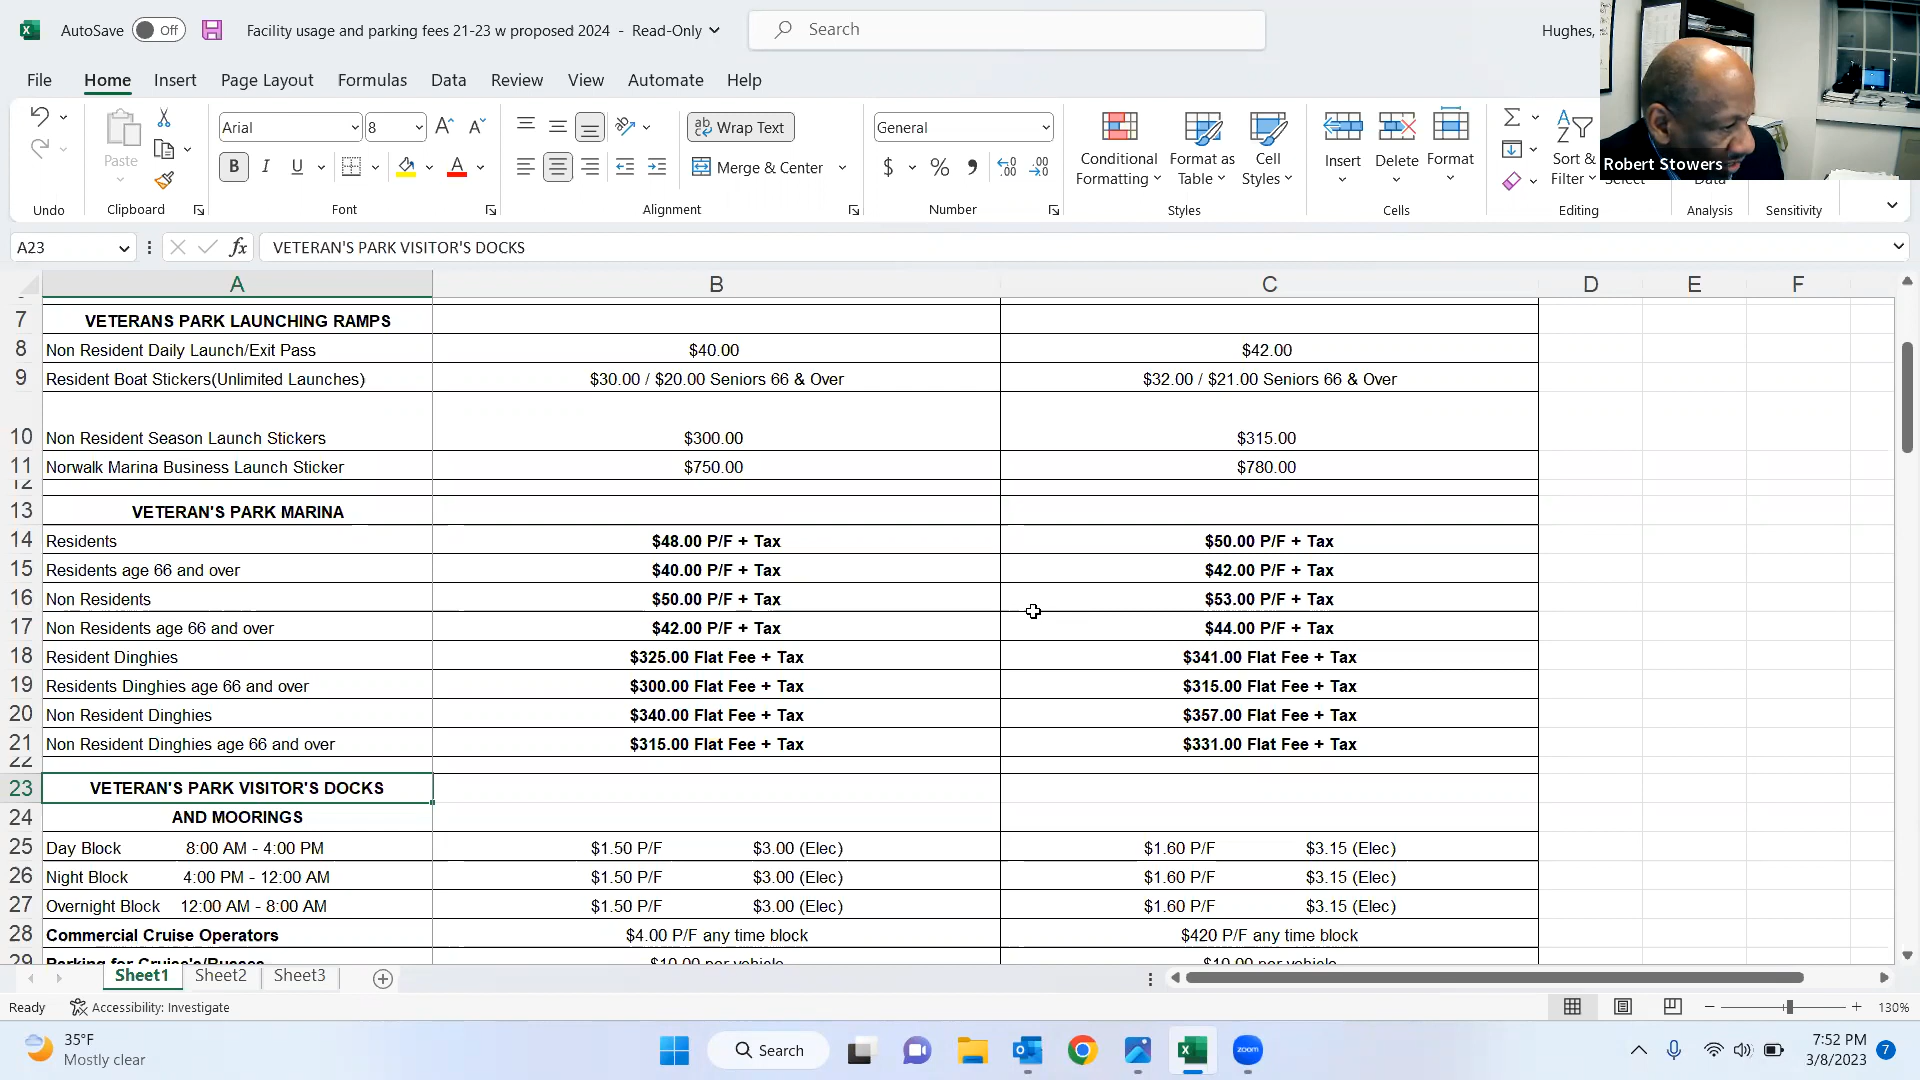 AutoSave Off Facility usage and parking fees 21-23 w proposed 2024 - Read-Only Search Hughes,
File Home Insert Page Layout Formulas Data Review View Automate Help
Paste Arial 8 Wrap Text General Conditional Formatting Format as Table Cell Styles Insert Delete Format Sort & Filter
B I U Merge & Center $ % Robert Stowers
Undo Clipboard Font Alignment Number Styles Cells Editing Analysis Sensitivity
A23 fx VETERAN'S PARK VISITOR'S DOCKS
A B C D E F
7 VETERANS PARK LAUNCHING RAMPS
8 Non Resident Daily Launch/Exit Pass $40.00 $42.00
9 Resident Boat Stickers(Unlimited Launches) $30.00 / $20.00 Seniors 66 & Over $32.00 / $21.00 Seniors 66 & Over
10 Non Resident Season Launch Stickers $300.00 $315.00
11 Norwalk Marina Business Launch Sticker $750.00 $780.00
12
13 VETERAN'S PARK MARINA
14 Residents $48.00 P/F + Tax $50.00 P/F + Tax
15 Residents age 66 and over $40.00 P/F + Tax $42.00 P/F + Tax
16 Non Residents $50.00 P/F + Tax $53.00 P/F + Tax
17 Non Residents age 66 and over $42.00 P/F + Tax $44.00 P/F + Tax
18 Resident Dinghies $325.00 Flat Fee + Tax $341.00 Flat Fee + Tax
19 Residents Dinghies age 66 and over $300.00 Flat Fee + Tax $315.00 Flat Fee + Tax
20 Non Resident Dinghies $340.00 Flat Fee + Tax $357.00 Flat Fee + Tax
21 Non Resident Dinghies age 66 and over $315.00 Flat Fee + Tax $331.00 Flat Fee + Tax
22
23 VETERAN'S PARK VISITOR'S DOCKS
24 AND MOORINGS
25 Day Block 8:00 AM - 4:00 PM $1.50 P/F $3.00 (Elec) $1.60 P/F $3.15 (Elec)
26 Night Block 4:00 PM - 12:00 AM $1.50 P/F $3.00 (Elec) $1.60 P/F $3.15 (Elec)
27 Overnight Block 12:00 AM - 8:00 AM $1.50 P/F $3.00 (Elec) $1.60 P/F $3.15 (Elec)
28 Commercial Cruise Operators $4.00 P/F any time block $420 P/F any time block
29 Parking for Cruise's/Busses $10.00 per vehicle $10.00 per vehicle
Sheet1 Sheet2 Sheet3
Ready Accessibility: Investigate 130%
35°F
Mostly clear
Search zoom
7:52 PM
3/8/2023 7